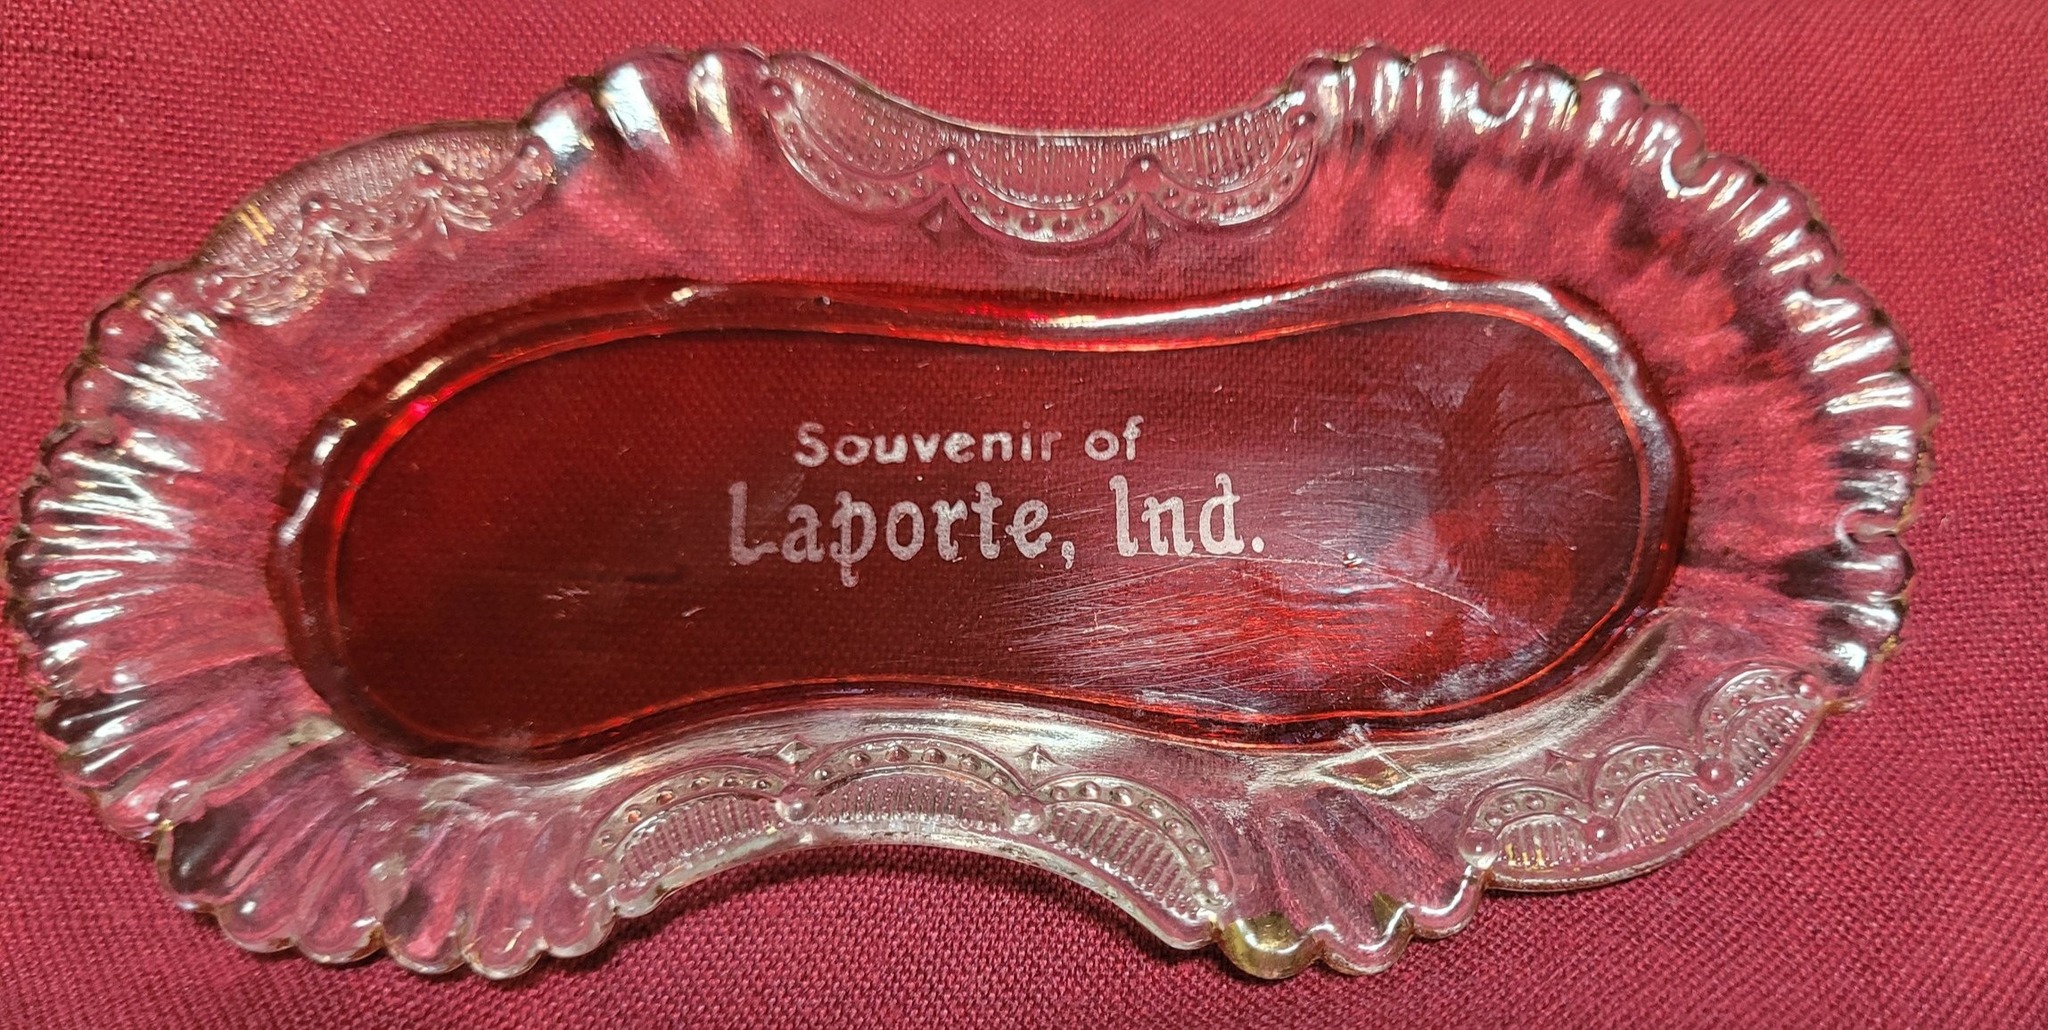 Souvenir of
Laporte, Ind.